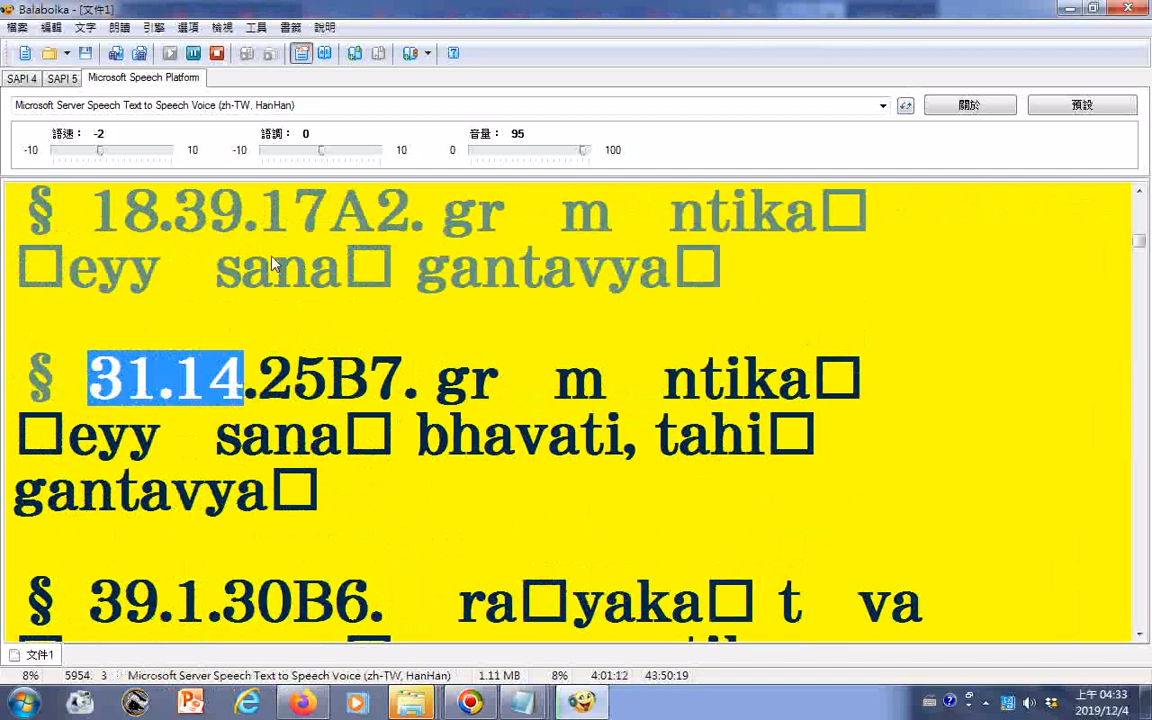 Balabolka - [文件1]
檔案 編輯 文字 朗讀 引擎 選項 檢視 工具 書籤 說明
SAPI 4 SAPI 5 Microsoft Speech Platform
Microsoft Server Speech Text to Speech Voice (zh-TW, HanHan) 關於 預設
語速： -2 語調： 0 音量： 95
-10 10 -10 10 0 100
§ 18.39.17A2. gr m ntika□
□eyy sana□ gantavya□
§ 31.14.25B7. gr m ntika□
□eyy sana□ bhavati, tahi□
gantavya□
§ 39.1.30B6. ra□yaka□ t va
文件1
8% 5954. 3 Microsoft Server Speech Text to Speech Voice (zh-TW, HanHan) 1.11 MB 8% 4:01:12 43:50:19
上午 04:33
2019/12/4